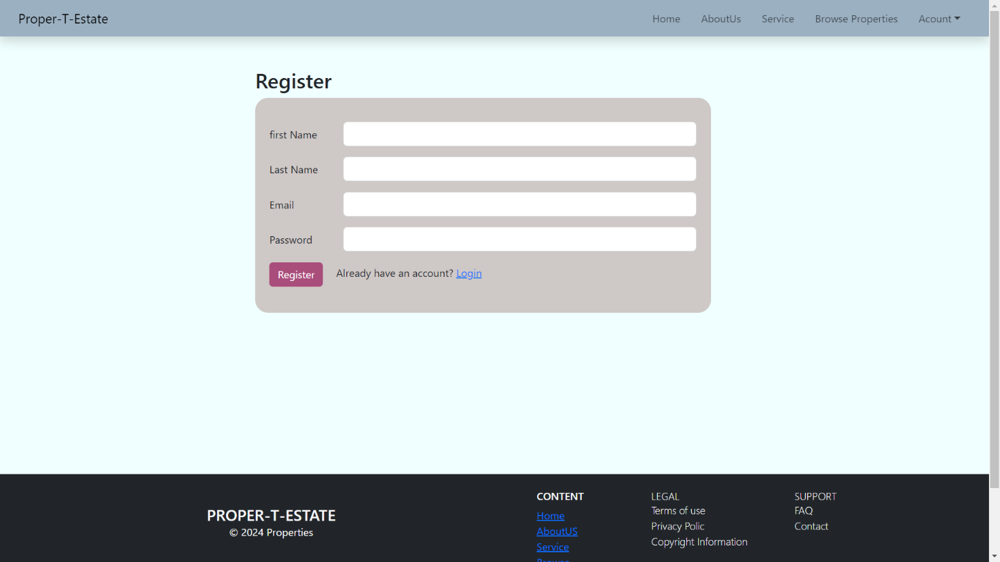 Proper-T-Estate Home AboutUs Service Browse Properties Acount
Register
first Name
Last Name
Email
Password
Register Already have an account? Login
PROPER-T-ESTATE
© 2024 Properties
CONTENT
Home
AboutUS
Service
LEGAL
Terms of use
Privacy Polic
Copyright Information
SUPPORT
FAQ
Contact